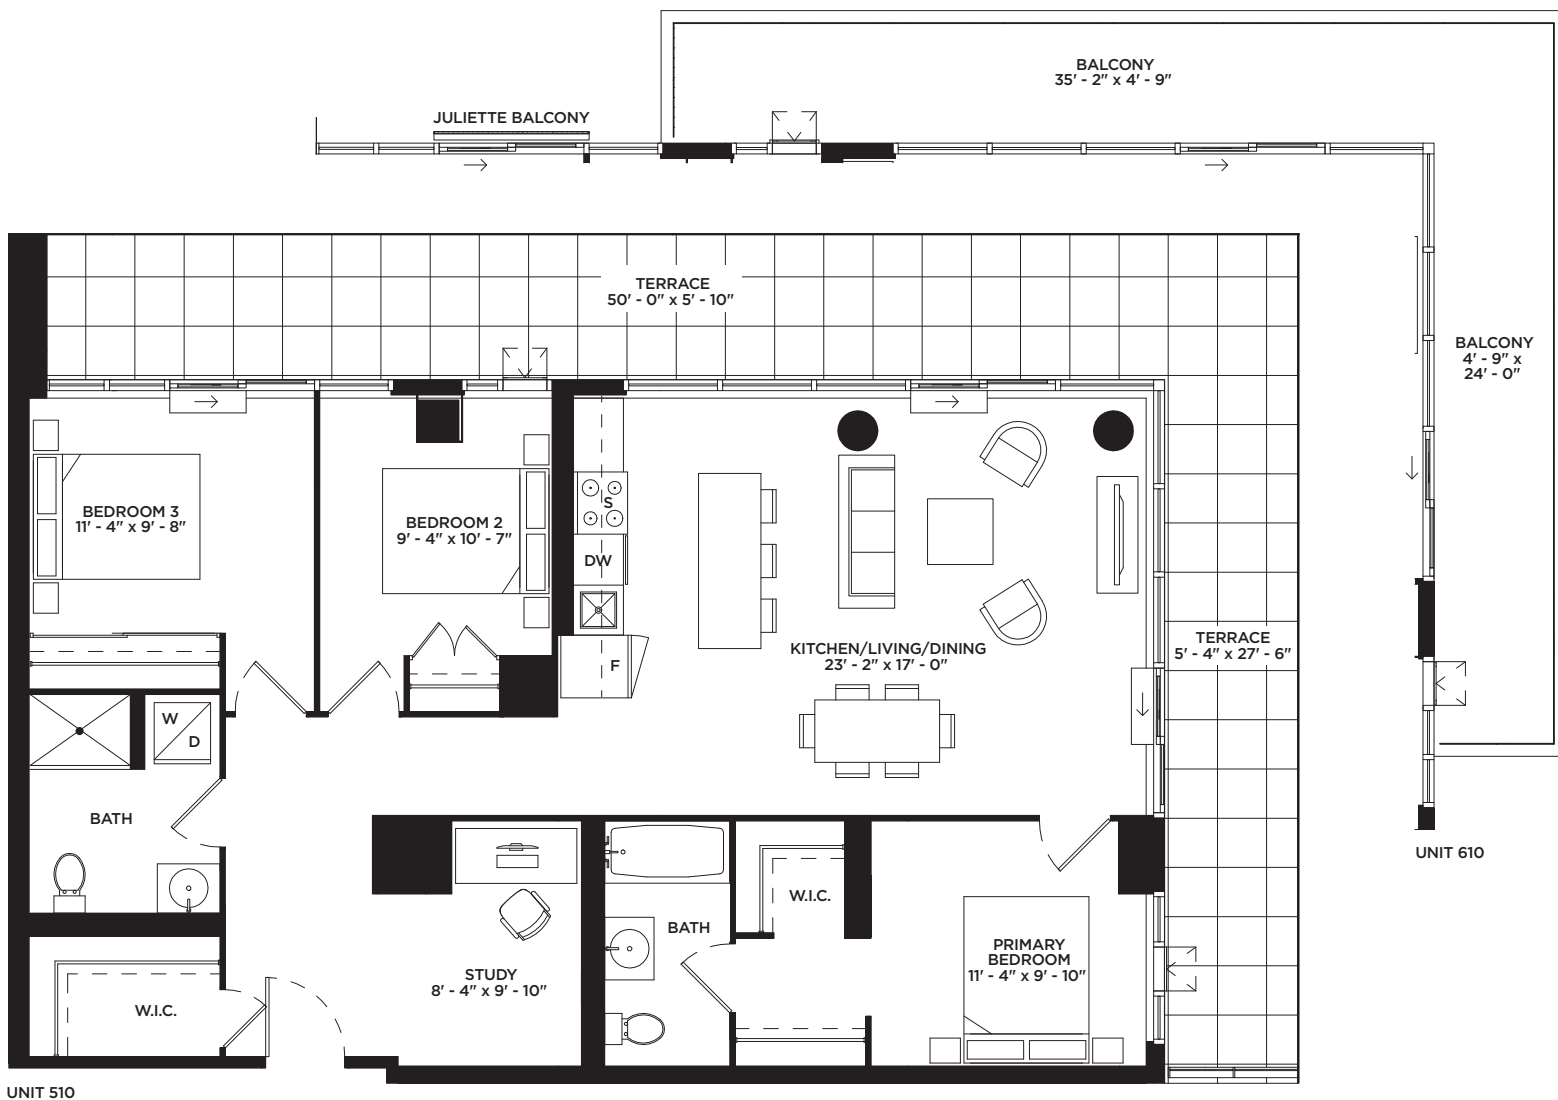 BALCONY
35' - 2" x 4' - 9"
JULIETTE BALCONY
TERRACE
50' - 0" x 5' - 10"
BALCONY
4' - 9" x
24' - 0"
BEDROOM 3
11' - 4" x 9' - 8"
BEDROOM 2
9' - 4" x 10' - 7"
S
DW
F
KITCHEN/LIVING/DINING
23' - 2" x 17' - 0"
TERRACE
5' - 4" x 27' - 6"
W
D
BATH
UNIT 610
W.I.C.
BATH
PRIMARY
BEDROOM
11' - 4" x 9' - 10"
STUDY
8' - 4" x 9' - 10"
W.I.C.
UNIT 510